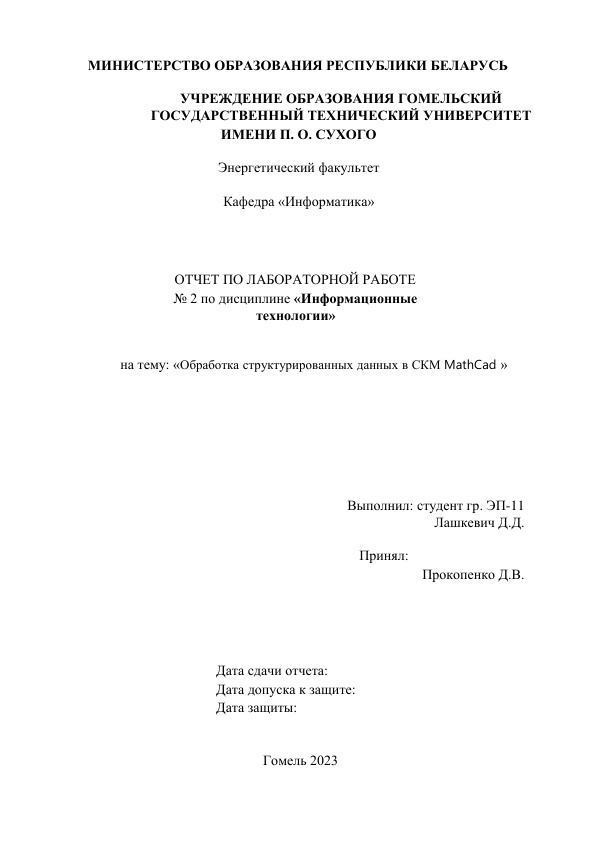 МИНИСТЕРСТВО ОБРАЗОВАНИЯ РЕСПУБЛИКИ БЕЛАРУСЬ
УЧРЕЖДЕНИЕ ОБРАЗОВАНИЯ ГОМЕЛЬСКИЙ
ГОСУДАРСТВЕННЫЙ ТЕХНИЧЕСКИЙ УНИВЕРСИТЕТ
ИМЕНИ П. О. СУХОГО
Энергетический факультет
Кафедра «Информатика»
ОТЧЕТ ПО ЛАБОРАТОРНОЙ РАБОТЕ
№ 2 по дисциплине «Информационные
технологии»
на тему: «Обработка структурированных данных в СКМ MathCad »
Выполнил: студент гр. ЭП-11
Лашкевич Д.Д.
Принял:
Прокопенко Д.В.
Дата сдачи отчета:
Дата допуска к защите:
Дата защиты:
Гомель 2023